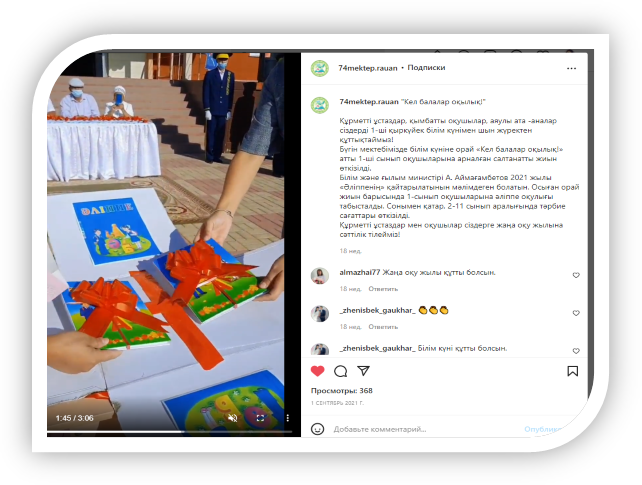 74mektep.rauan • Подписки
74mektep.rauan "Кел балалар оқылық!"
Құрметті ұстаздар, қымбатты оқушылар, аяулы ата -аналар
сіздерді 1-ші қыркүйек білім күнімен шын жүректен
құттықтаймыз!
Бүгін мектебімізде білім күніне орай «Кел балалар оқылық!»
атты 1-ші сынып оқушыларына арналған салтанатты жиын
өткізілді.
Білім және ғылым министрі А. Аймағамбетов 2021 жылы
«Әліппенің» қайтарылатынын мәлімдеген болатын. Осыған орай
жиын барысында 1-сынып оқушыларына әліппе оқулығы
табысталды. Сонымен қатар, 2-11 сынып аралығында тәрбие
сағаттары өткізілді.
Құрметті ұстаздар мен оқушылар сіздерге жаңа оқу жылына
сәттілік тілейміз!
18 нед.
almazhai77 Жаңа оқу жылы құтты болсын.
18 нед. Ответить
_zhenisbek_gaukhar_ 👏👏👏
18 нед. Ответить
_zhenisbek_gaukhar_ Білім күні құтты болсын.
Просмотры: 368
1 СЕНТЯБРЬ 2021 Г.
Добавьте комментарий...
ӘЛІППЕ
1:45 / 3:06